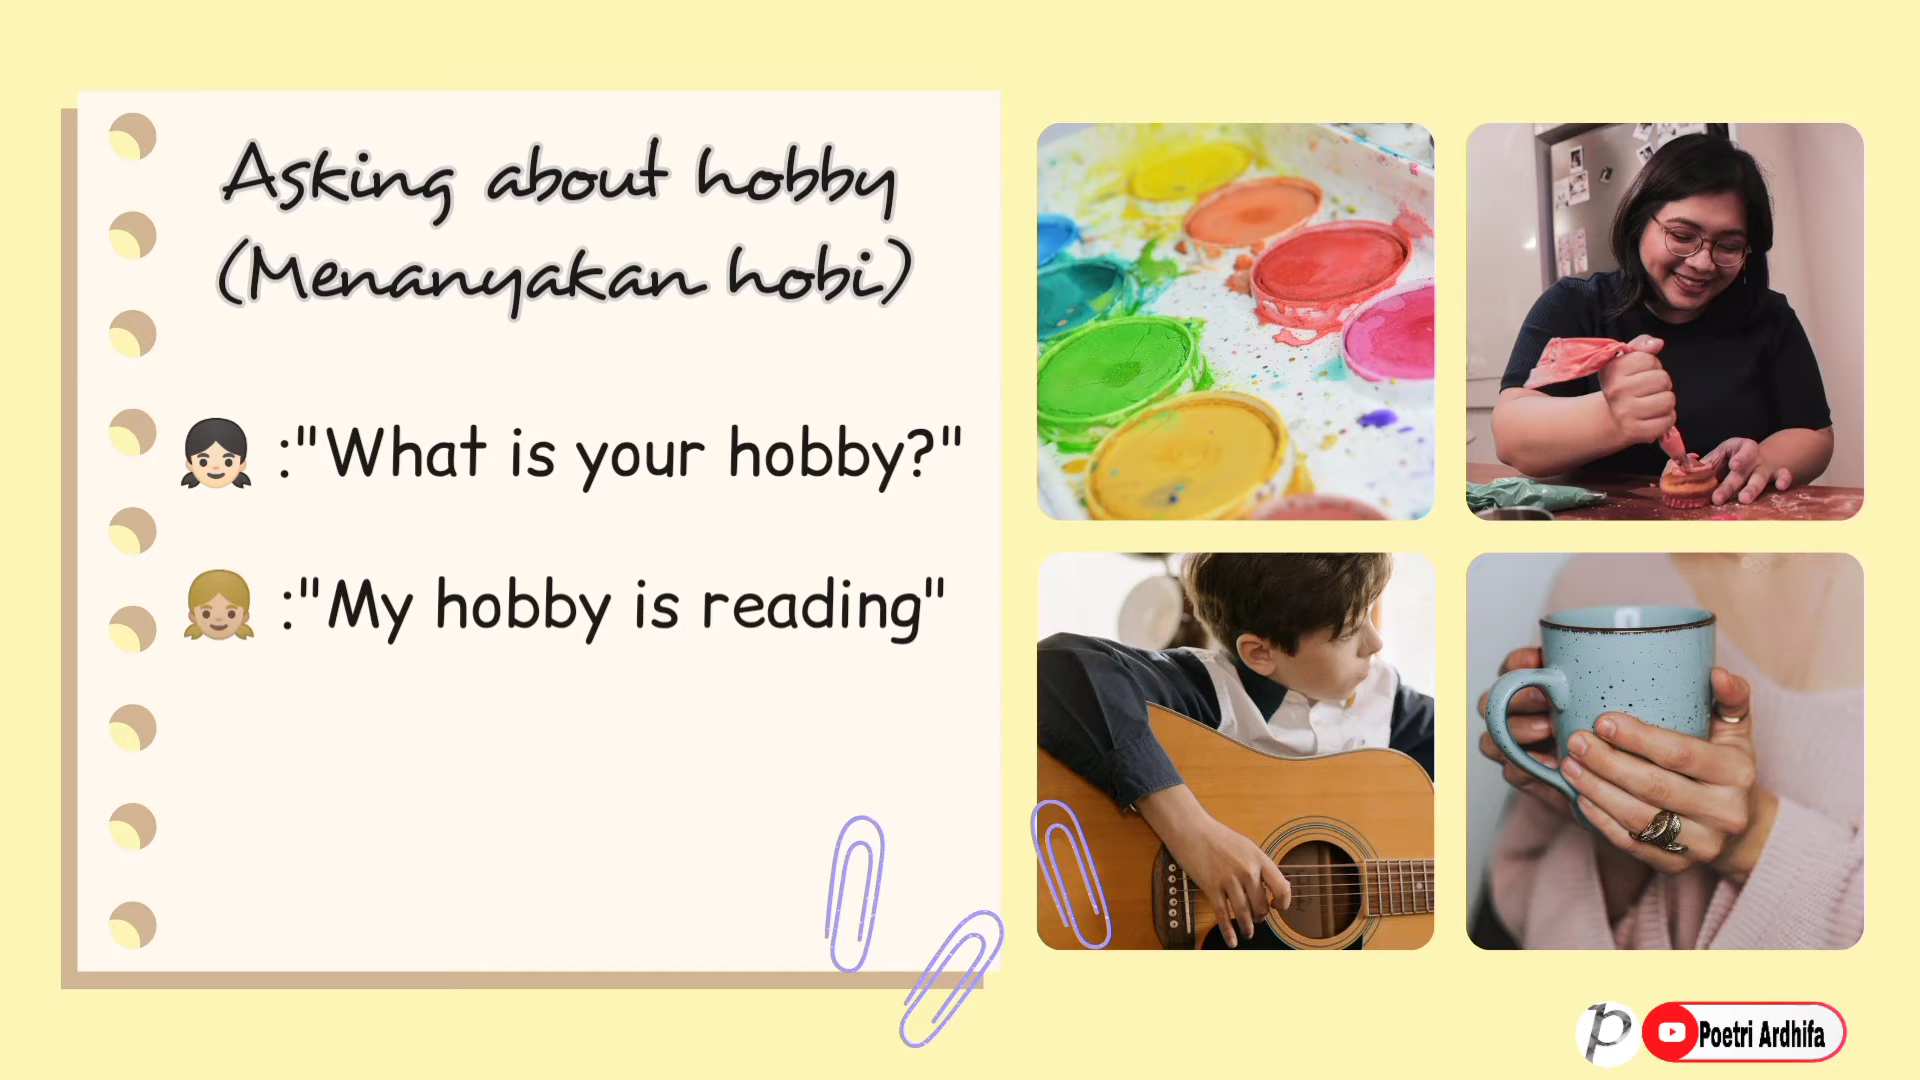 Asking about hobby
(Menanyakan hobi)
:"What is your hobby?"
:"My hobby is reading"
p
Poetri Ardhifa